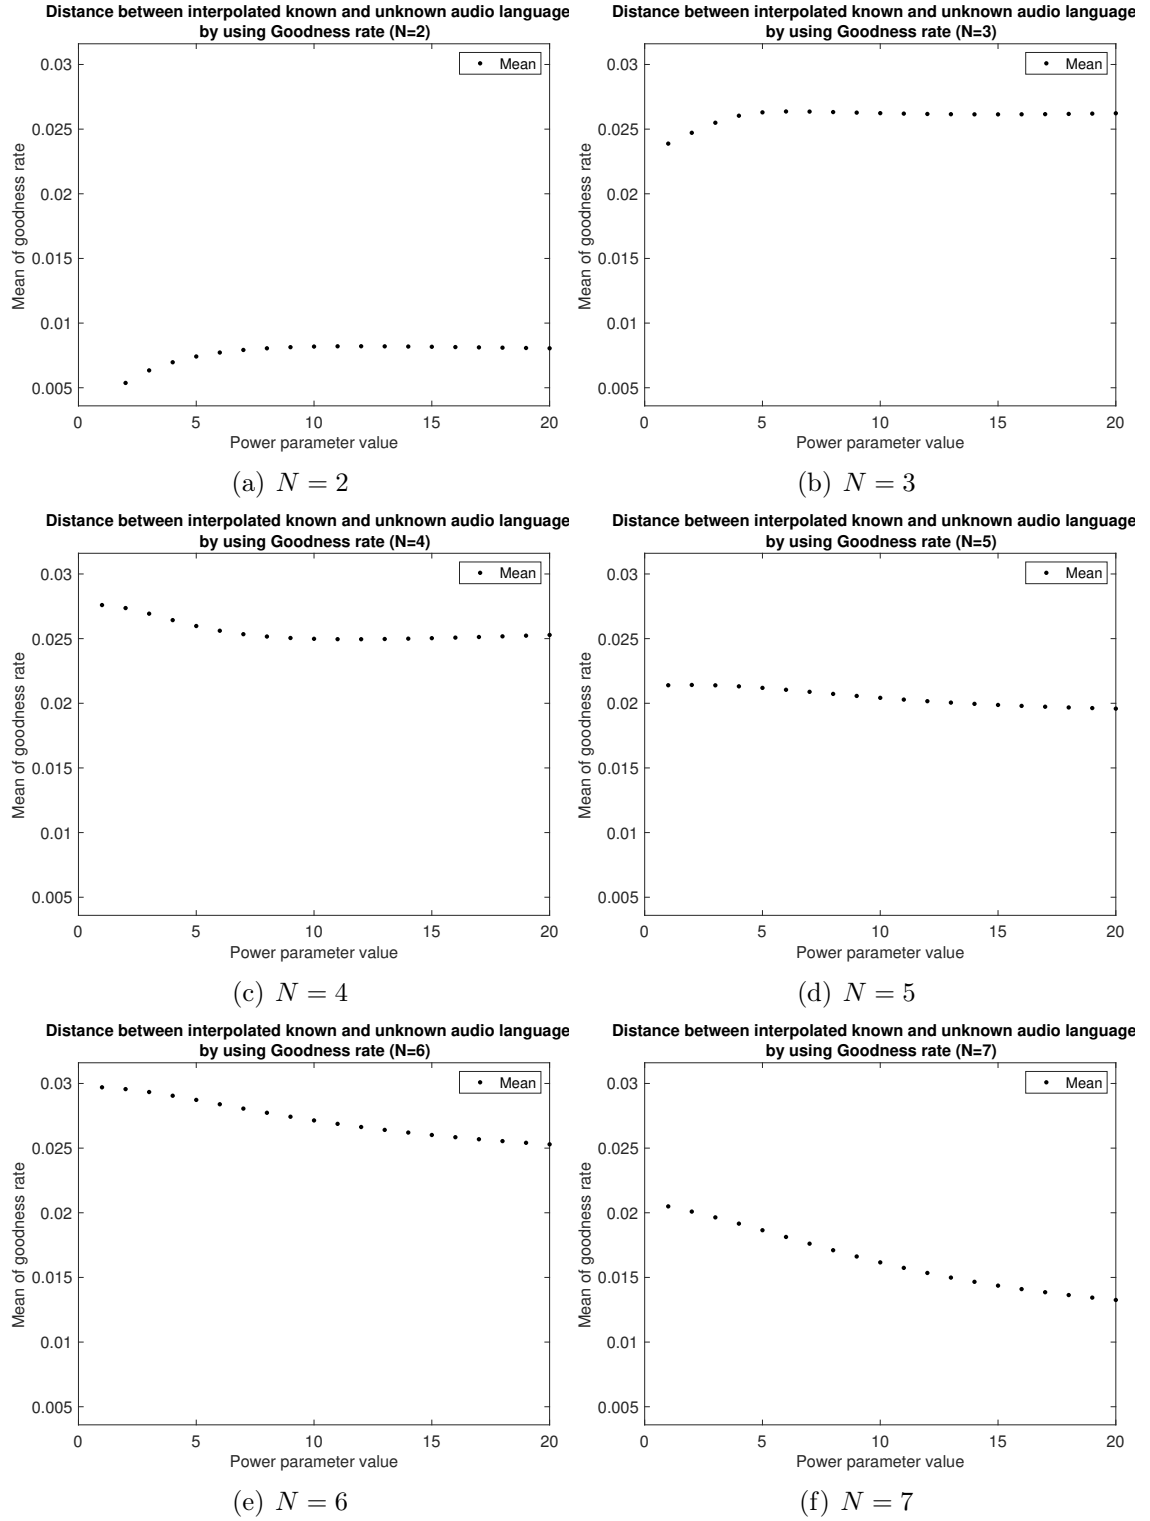 Distance between interpolated known and unknown audio language
by using Goodness rate (N=2)
Mean
0.03
0.025
0.02
0.015
0.01
0.005
Mean of goodness rate
0 5 10 15 20
Power parameter value
(a) N = 2
Distance between interpolated known and unknown audio language
by using Goodness rate (N=3)
Mean
0.03
0.025
0.02
0.015
0.01
0.005
Mean of goodness rate
0 5 10 15 20
Power parameter value
(b) N = 3
Distance between interpolated known and unknown audio language
by using Goodness rate (N=4)
Mean
0.03
0.025
0.02
0.015
0.01
0.005
Mean of goodness rate
0 5 10 15 20
Power parameter value
(c) N = 4
Distance between interpolated known and unknown audio language
by using Goodness rate (N=5)
Mean
0.03
0.025
0.02
0.015
0.01
0.005
Mean of goodness rate
0 5 10 15 20
Power parameter value
(d) N = 5
Distance between interpolated known and unknown audio language
by using Goodness rate (N=6)
Mean
0.03
0.025
0.02
0.015
0.01
0.005
Mean of goodness rate
0 5 10 15 20
Power parameter value
(e) N = 6
Distance between interpolated known and unknown audio language
by using Goodness rate (N=7)
Mean
0.03
0.025
0.02
0.015
0.01
0.005
Mean of goodness rate
0 5 10 15 20
Power parameter value
(f) N = 7